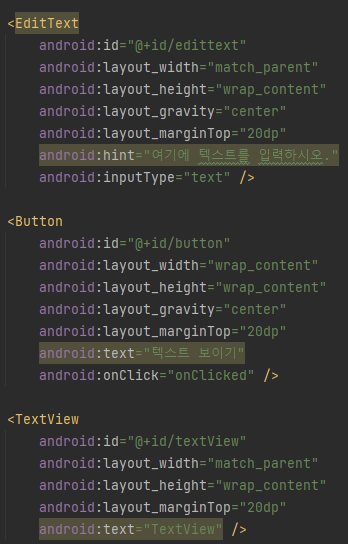 <EditText
android:id="@+id/edittext"
android:layout_width="match_parent"
android:layout_height="wrap_content"
android:layout_gravity="center"
android:layout_marginTop="20dp"
android:hint="여기에 텍스트를 입력하시오."
android:inputType="text" />
<Button
android:id="@+id/button"
android:layout_width="wrap_content"
android:layout_height="wrap_content"
android:layout_gravity="center"
android:layout_marginTop="20dp"
android:text="텍스트 보이기"
android:onClick="onClicked" />
<TextView
android:id="@+id/textView"
android:layout_width="match_parent"
android:layout_height="wrap_content"
android:layout_marginTop="20dp"
android:text="TextView" />